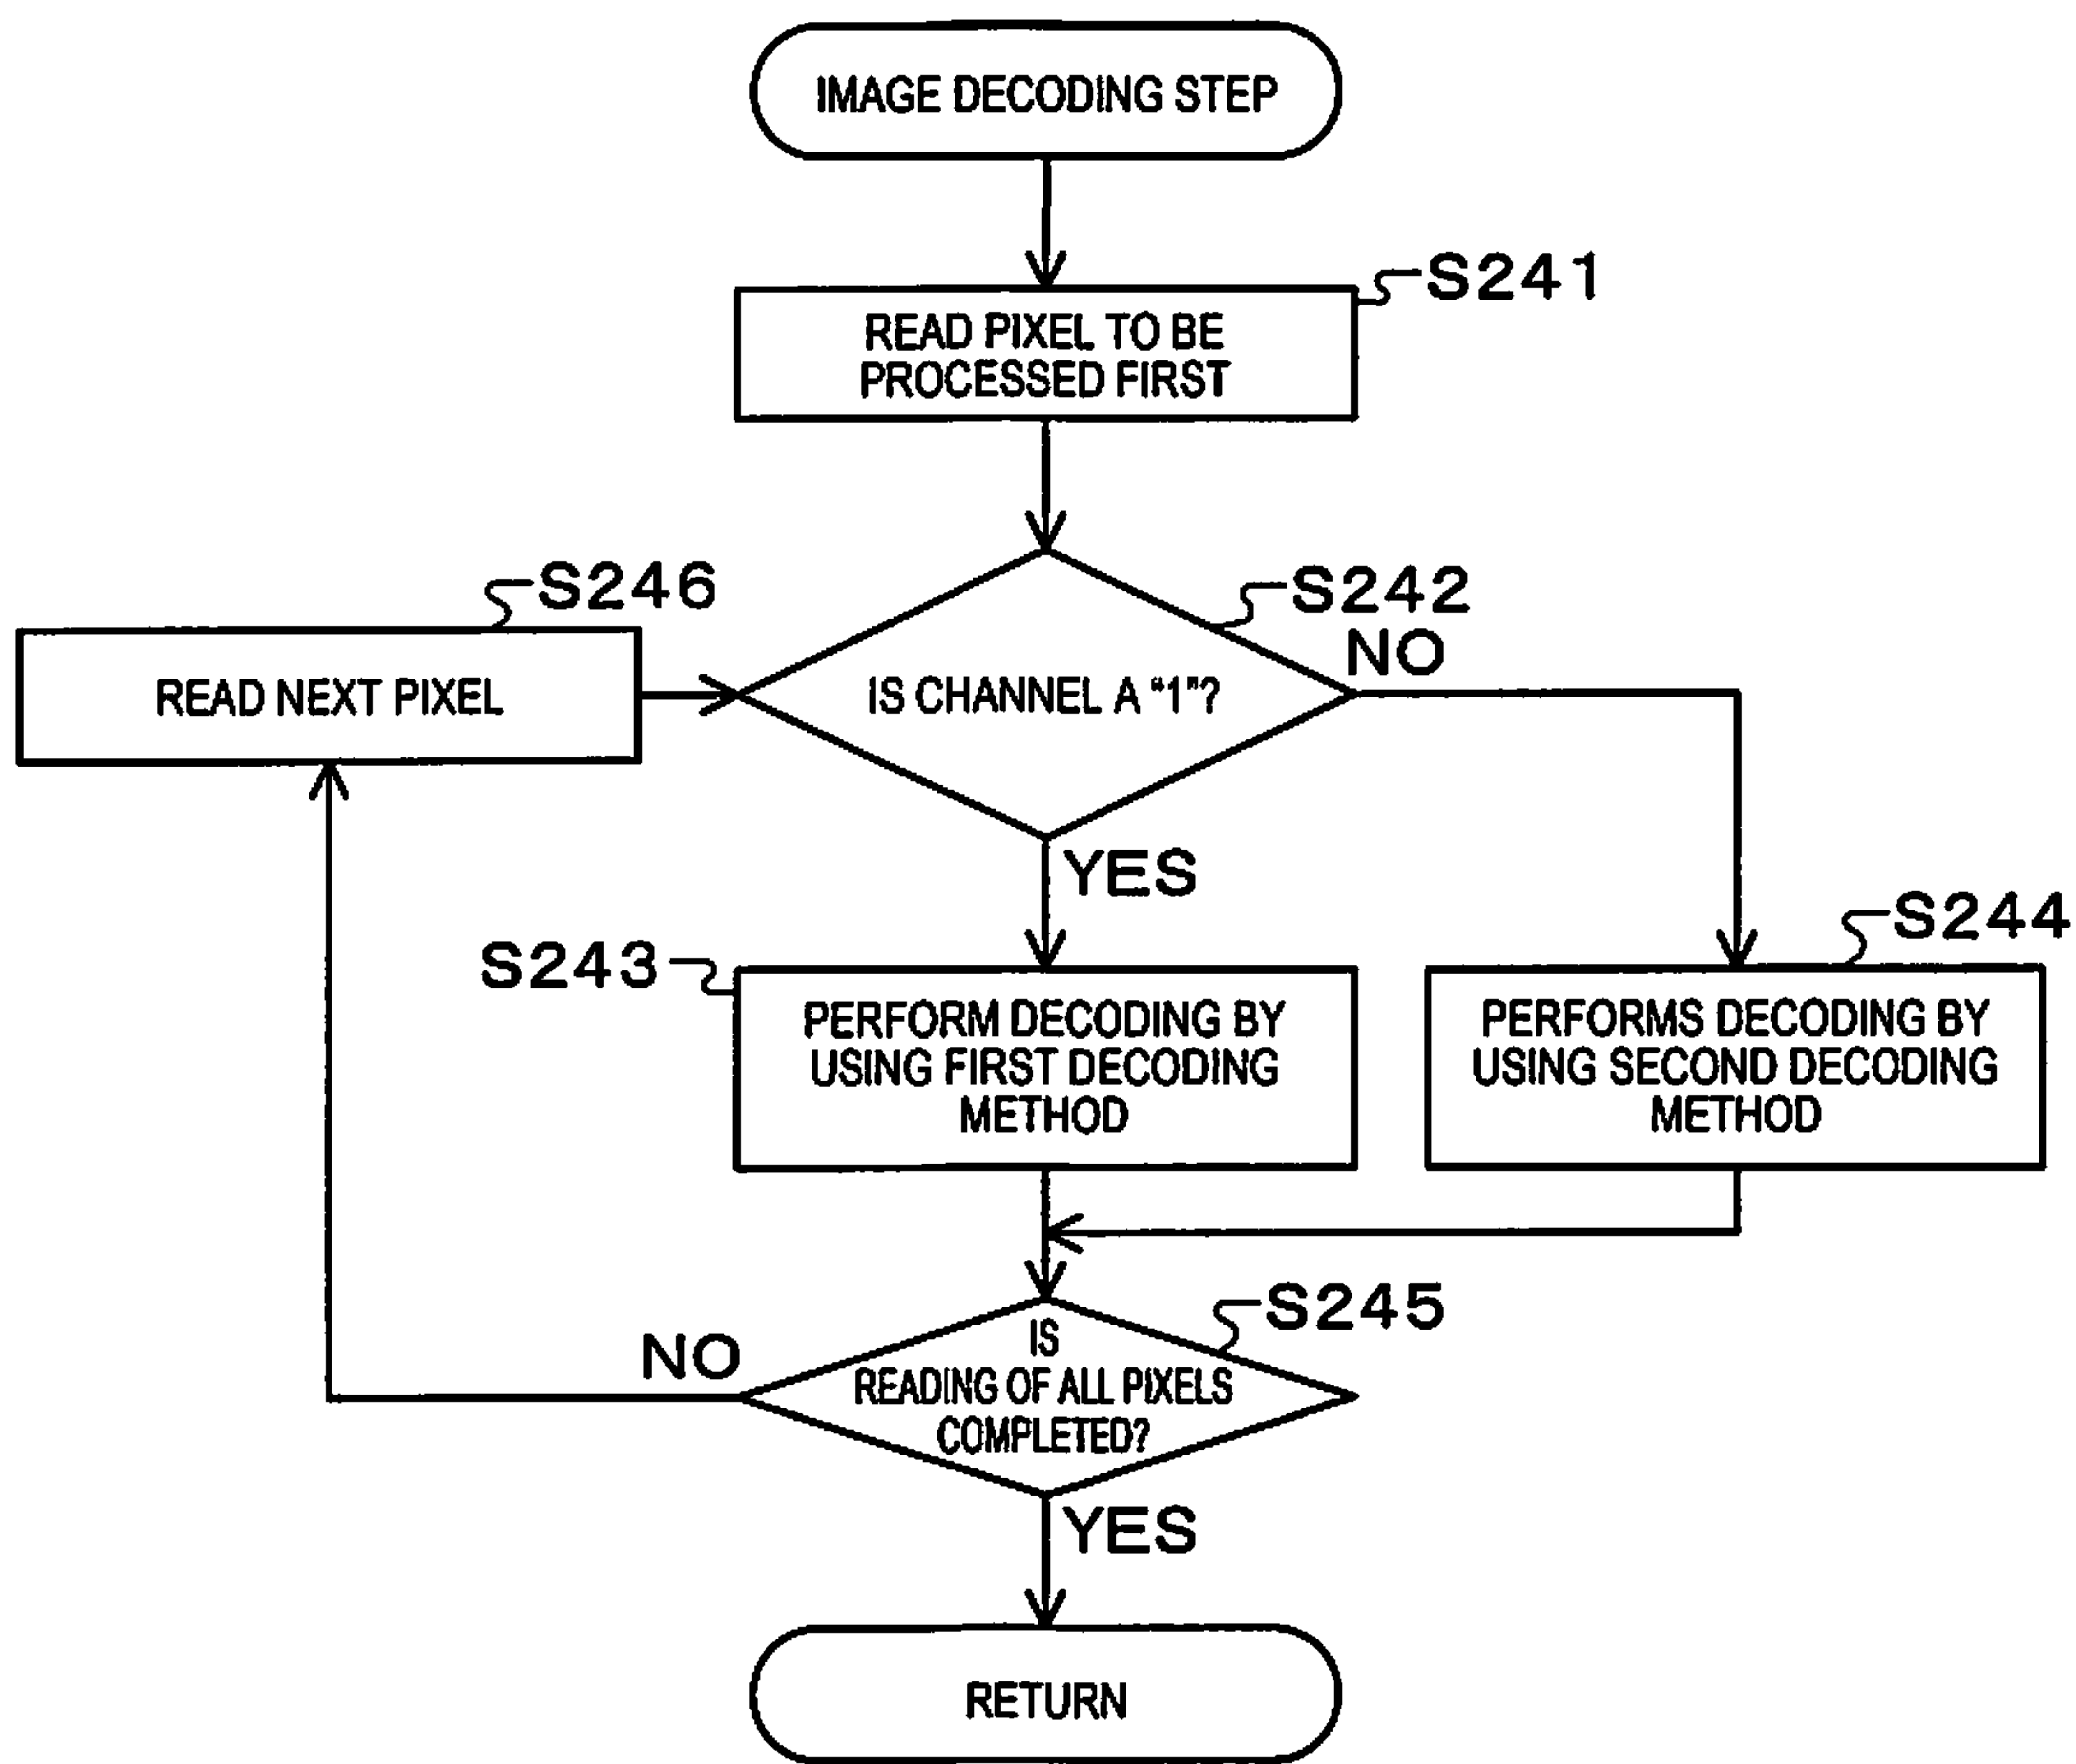 IMAGE DECODING STEP
S241
READ PIXEL TO BE
PROCESSED FIRST
S246
READ NEXT PIXEL
S242
IS CHANNEL A “1”?
NO
YES
S243
PERFORM DECODING BY
USING FIRST DECODING
METHOD
S244
PERFORMS DECODING BY
USING SECOND DECODING
METHOD
S245
IS
READING OF ALL PIXELS
COMPLETED?
NO
YES
RETURN